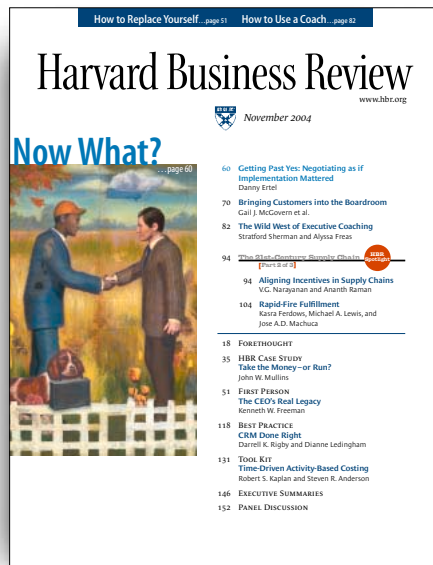 How to Replace Yourself...page 51 How to Use a Coach...page 82
Harvard Business Review
www.hbr.org
November 2004
Now What?
...page 60
60 Getting Past Yes: Negotiating as if
Implementation Mattered
Danny Ertel
70 Bringing Customers into the Boardroom
Gail J. McGovern et al.
82 The Wild West of Executive Coaching
Stratford Sherman and Alyssa Freas
94 The 21st-Century Supply Chain
[Part 2 of 3]
HBR
Spotlight
94 Aligning Incentives in Supply Chains
V.G. Narayanan and Ananth Raman
104 Rapid-Fire Fulfillment
Kasra Ferdows, Michael A. Lewis, and
Jose A.D. Machuca
18 Forethought
35 HBR Case Study
Take the Money–or Run?
John W. Mullins
51 First Person
The CEO's Real Legacy
Kenneth W. Freeman
118 Best Practice
CRM Done Right
Darrell K. Rigby and Dianne Ledingham
131 Tool Kit
Time-Driven Activity-Based Costing
Robert S. Kaplan and Steven R. Anderson
146 Executive Summaries
152 Panel Discussion